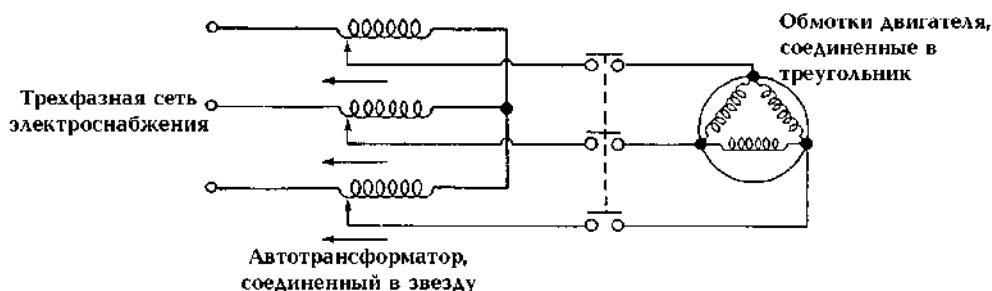 Обмотки двигателя,
соединенные в
треугольник
Трехфазная сеть
электроснабжения
Автотрансформатор,
соединенный в звезду